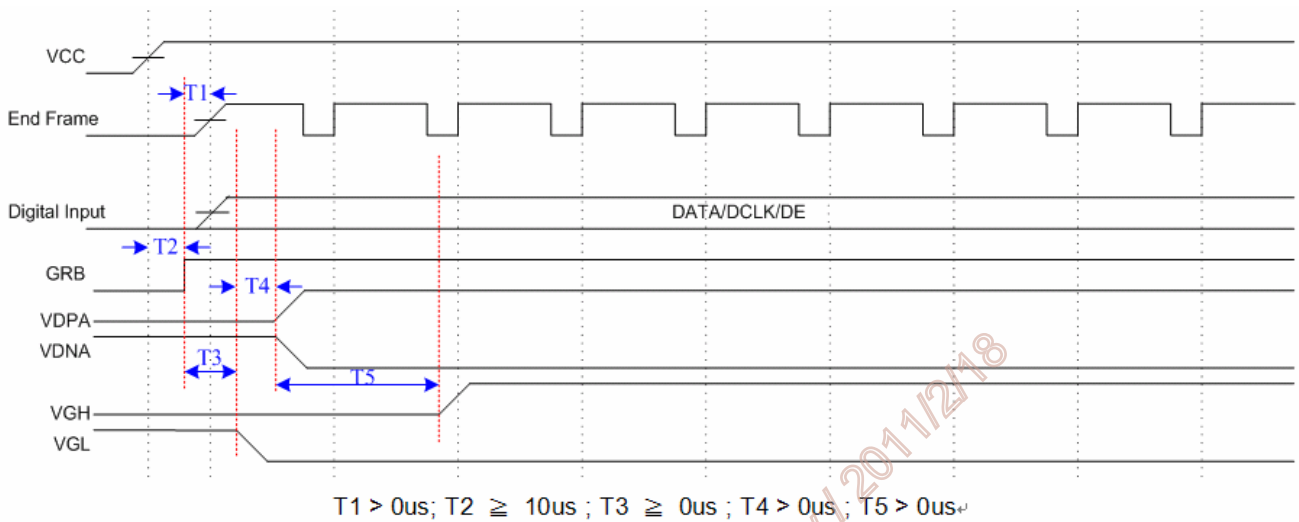 VCC
T1
End Frame
Digital Input
DATA/DCLK/DE
T2
GRB
T4
VDPA
VDNA
T3
T5
VGH
VGL
2011/2/18
T1 > 0us; T2 ≧ 10us ; T3 ≧ 0us ; T4 > 0us ; T5 > 0us↵